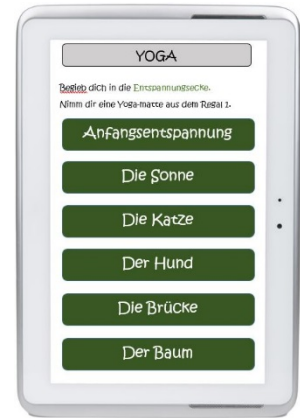 YOGA
Begieb dich in die Entspannungsecke.
Nimm dir eine Yoga-matte aus dem Regal 1.
Anfangsentspannung
Die Sonne
Die Katze
Der Hund
Die Brücke
Der Baum